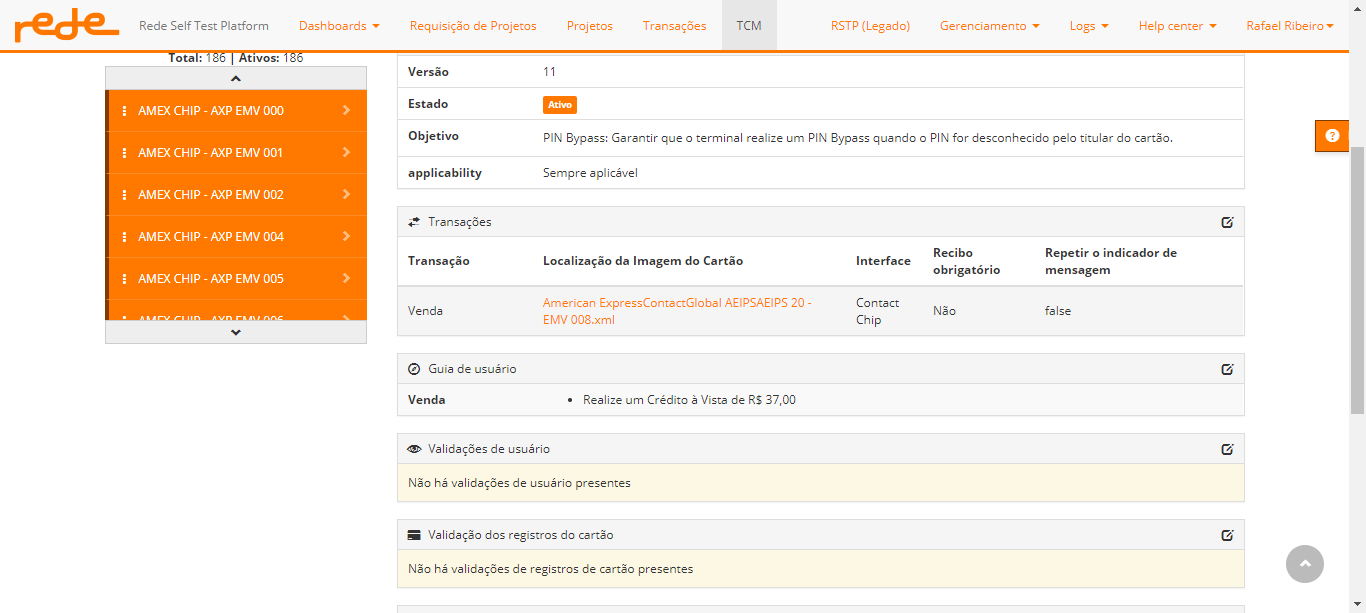 rede Rede Self Test Platform Dashboards Requisição de Projetos Projetos Transações TCM RSTP (Legado) Gerenciamento Logs Help center Rafael Ribeiro
Total: 186 | Ativos: 186
AMEX CHIP - AXP EMV 000
AMEX CHIP - AXP EMV 001
AMEX CHIP - AXP EMV 002
AMEX CHIP - AXP EMV 004
AMEX CHIP - AXP EMV 005
AMEX CHIP - AXP EMV 006
Versão 11
Estado Ativo
Objetivo PIN Bypass: Garantir que o terminal realize um PIN Bypass quando o PIN for desconhecido pelo titular do cartão.
applicability Sempre aplicável
Transações
Transação Localização da Imagem do Cartão Interface Recibo obrigatório Repetir o indicador de mensagem
Venda American ExpressContactGlobal AEIPSAEIPS 20 - EMV 008.xml Contact Chip Não false
Guia de usuário
Venda • Realize um Crédito à Vista de R$ 37,00
Validações de usuário
Não há validações de usuário presentes
Validação dos registros do cartão
Não há validações de registros de cartão presentes